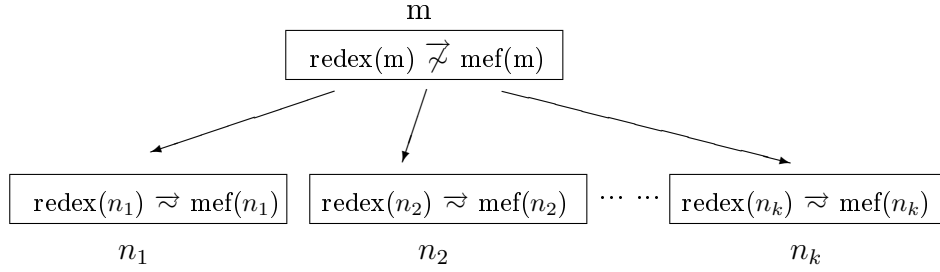 m
redex(m) ≁⃗ mef(m)
redex(n₁) ≈⃗ mef(n₁) redex(n₂) ≈⃗ mef(n₂) ··· ··· redex(nₖ) ≈⃗ mef(nₖ)
n₁ n₂ nₖ